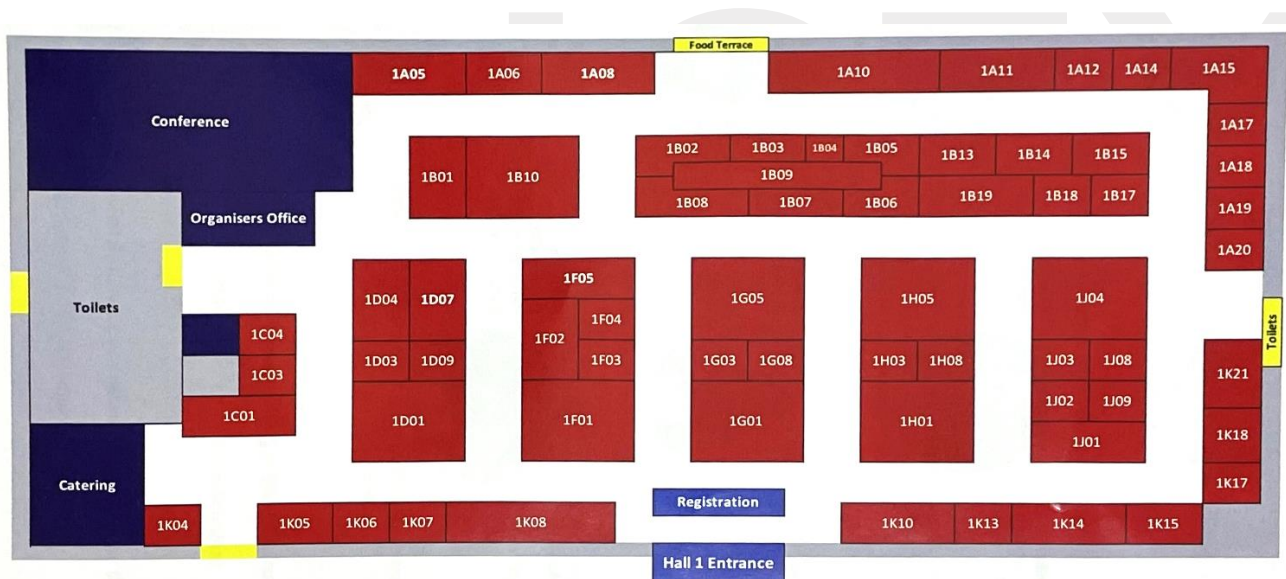 Food Terrace
1A05 1A06 1A08 1A10 1A11 1A12 1A14 1A15
Conference
1A17
1B02 1B03 1B04 1B05 1B13 1B14 1B15
1B01 1B10 1B09
1A18
1B08 1B07 1B06 1B19 1B18 1B17
Organisers Office
1A19
1A20
1F05
1D04 1D07 1G05 1H05 1J04
Toilets
1F04
Toilets
1C04
1F02
1D03 1D09 1F03 1G03 1G08 1H03 1H08 1J03 1J08
1C03
1K21
1J02 1J09
1C01
1D01 1F01 1G01 1H01
1J01
1K18
Catering
1K17
Registration
1K04 1K05 1K06 1K07 1K08 1K10 1K13 1K14 1K15
Hall 1 Entrance